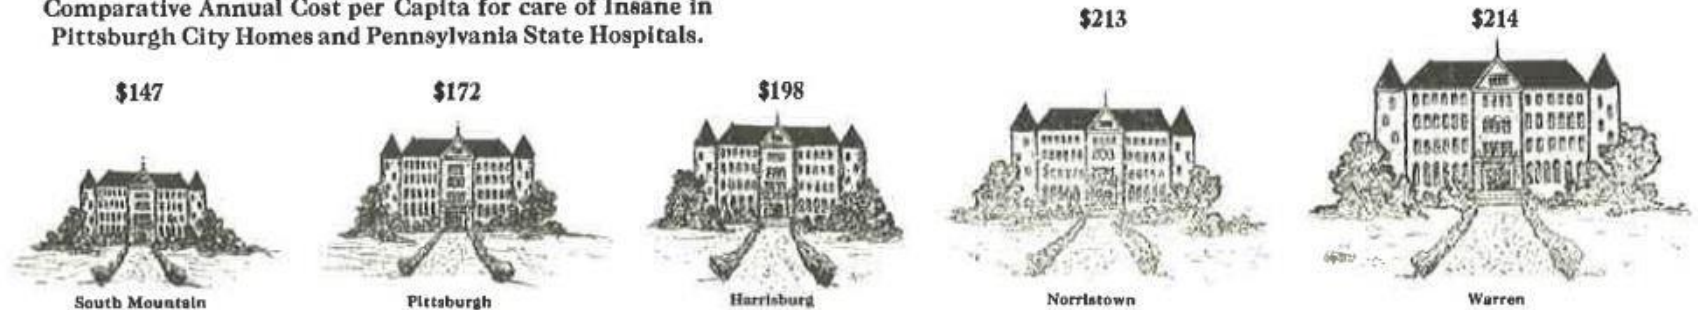 Comparative Annual Cost per Capita for care of Insane in
Pittsburgh City Homes and Pennsylvania State Hospitals.
$147
$172
$198
$213
$214
South Mountain
Pittsburgh
Harrisburg
Norristown
Warren